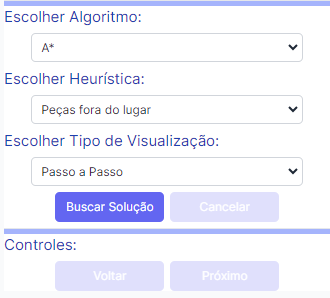 Escolher Algoritmo:
A*
Escolher Heurística:
Peças fora do lugar
Escolher Tipo de Visualização:
Passo a Passo
Buscar Solução Cancelar
Controles:
Voltar Próximo